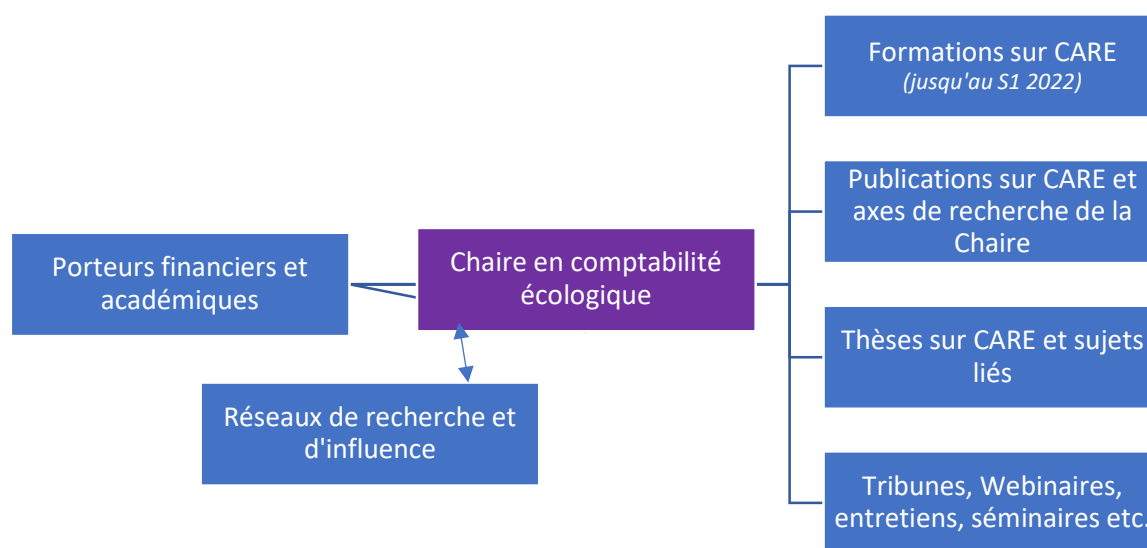 Porteurs financiers et
académiques
Chaire en comptabilité
écologique
Réseaux de recherche et
d'influence
Formations sur CARE
(jusqu'au S1 2022)
Publications sur CARE et
axes de recherche de la
Chaire
Thèses sur CARE et sujets
liés
Tribunes, Webinaires,
entretiens, séminaires etc.